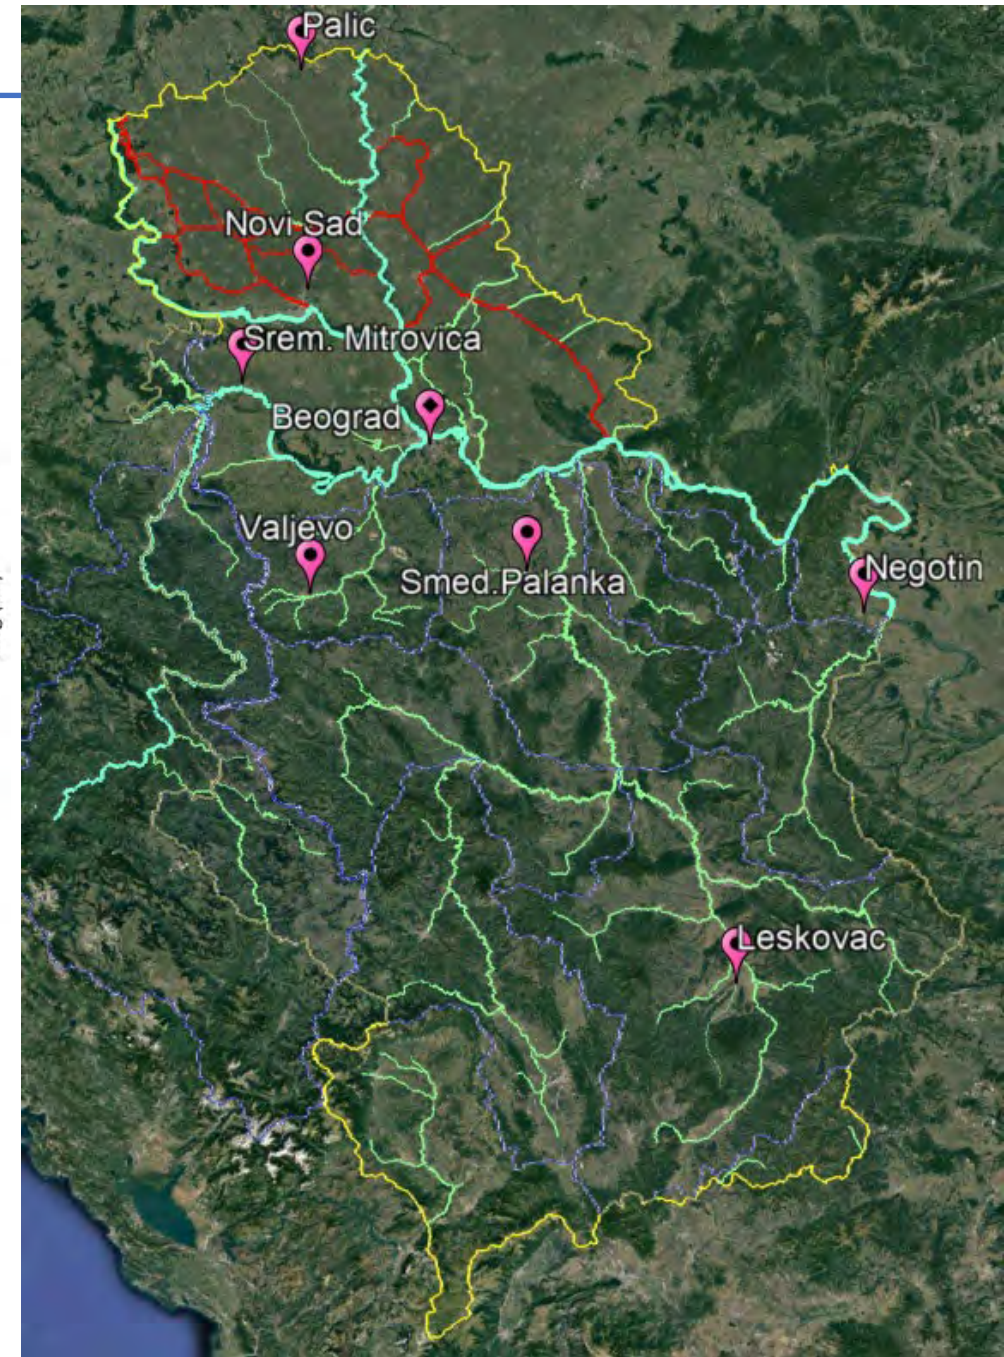 Palic
Novi Sad
Srem. Mitrovica
Beograd
Valjevo
Smed.Palanka
Negotin
Leskovac